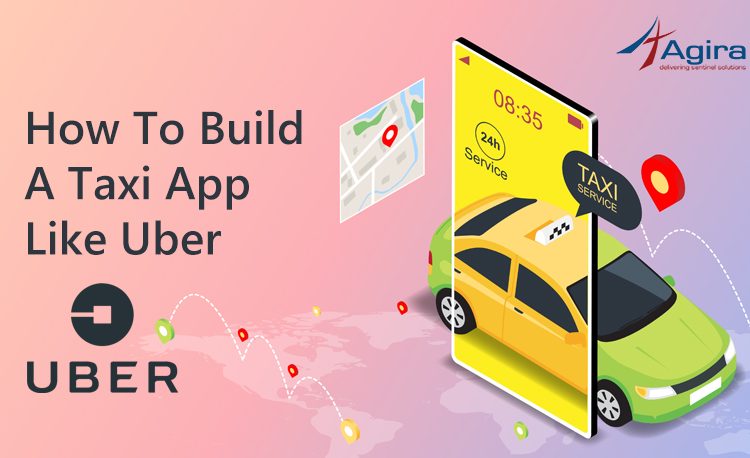 How To Build
A Taxi App
Like Uber
UBER
Agira
delivering sentinel solutions
08:35
24h
Service
TAXI
SERVICE